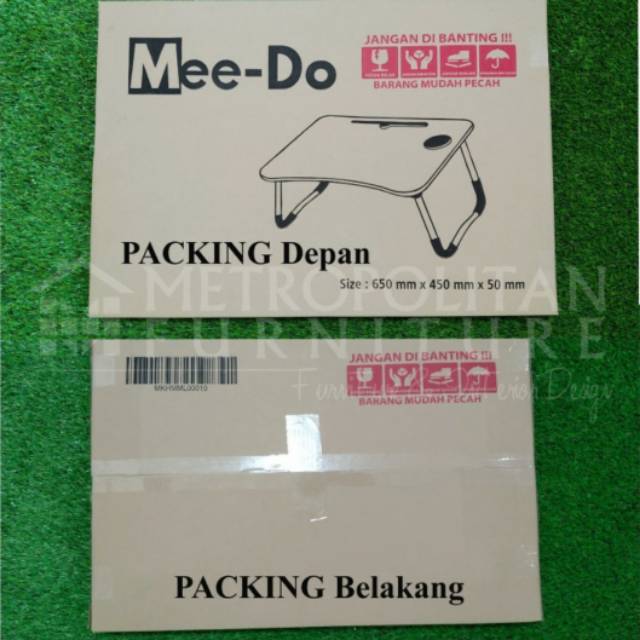 Mee-Do
JANGAN DI BANTING !!!
BARANG MUDAH PECAH
PACKING Depan
Size : 650 mm x 450 mm x 50 mm
METROPOLITAN
FURNITURE
JANGAN DI BANTING !!!
BARANG MUDAH PECAH
PACKING Belakang